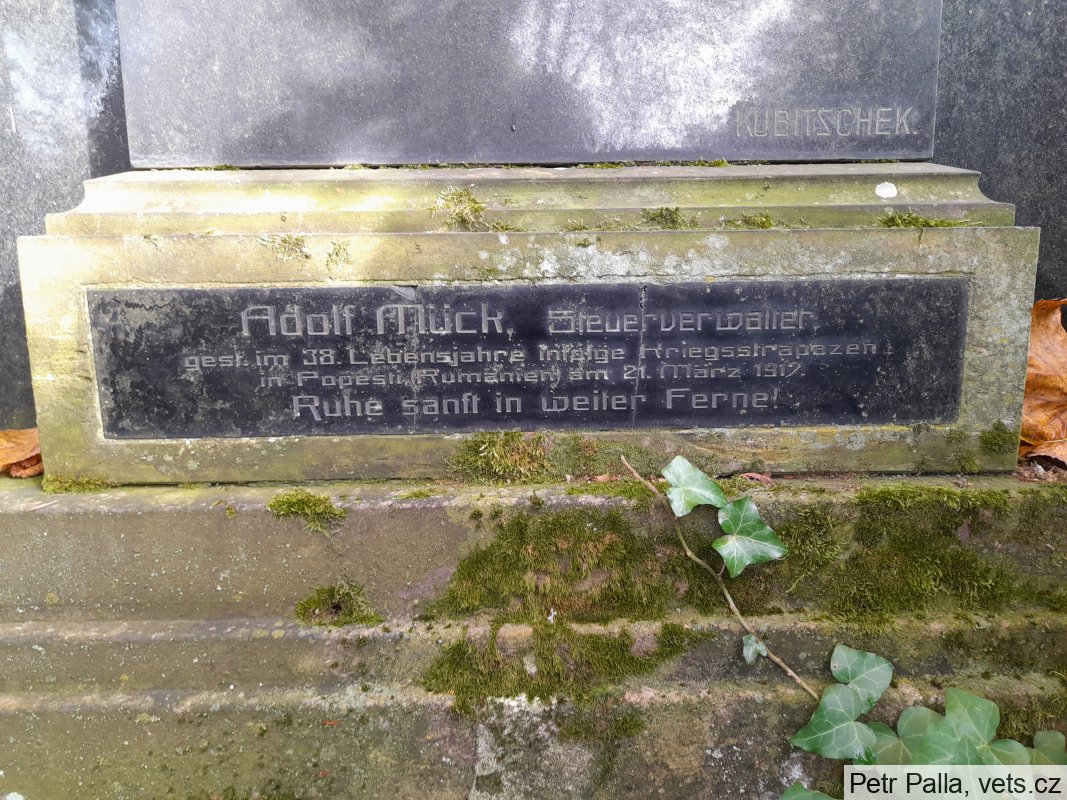 KUBITSCHEK.
Adolf Mück, Steuerverwalter,
gest. im 38. Lebensjahre infolge Kriegsstrapazen
in Popesti (Rumänien) am 21. März 1917.
Ruhe sanft in weiter Ferne!
Petr Palla, vets.cz